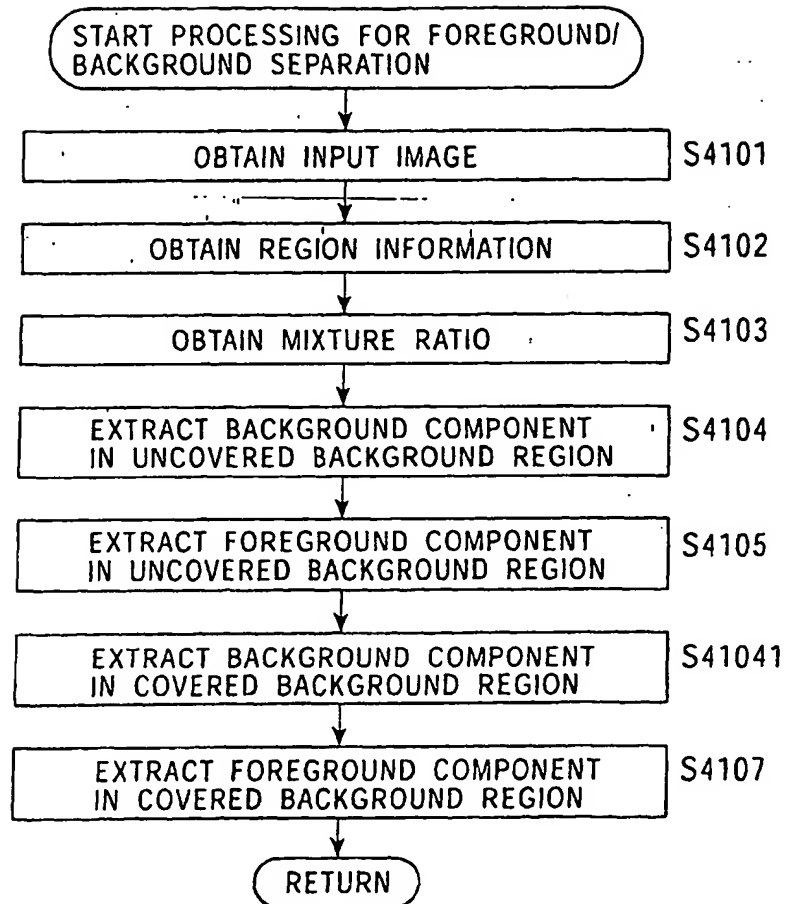 START PROCESSING FOR FOREGROUND/
BACKGROUND SEPARATION
OBTAIN INPUT IMAGE
S4101
OBTAIN REGION INFORMATION
S4102
OBTAIN MIXTURE RATIO
S4103
EXTRACT BACKGROUND COMPONENT
IN UNCOVERED BACKGROUND REGION
S4104
EXTRACT FOREGROUND COMPONENT
IN UNCOVERED BACKGROUND REGION
S4105
EXTRACT BACKGROUND COMPONENT
IN COVERED BACKGROUND REGION
S41041
EXTRACT FOREGROUND COMPONENT
IN COVERED BACKGROUND REGION
S4107
RETURN